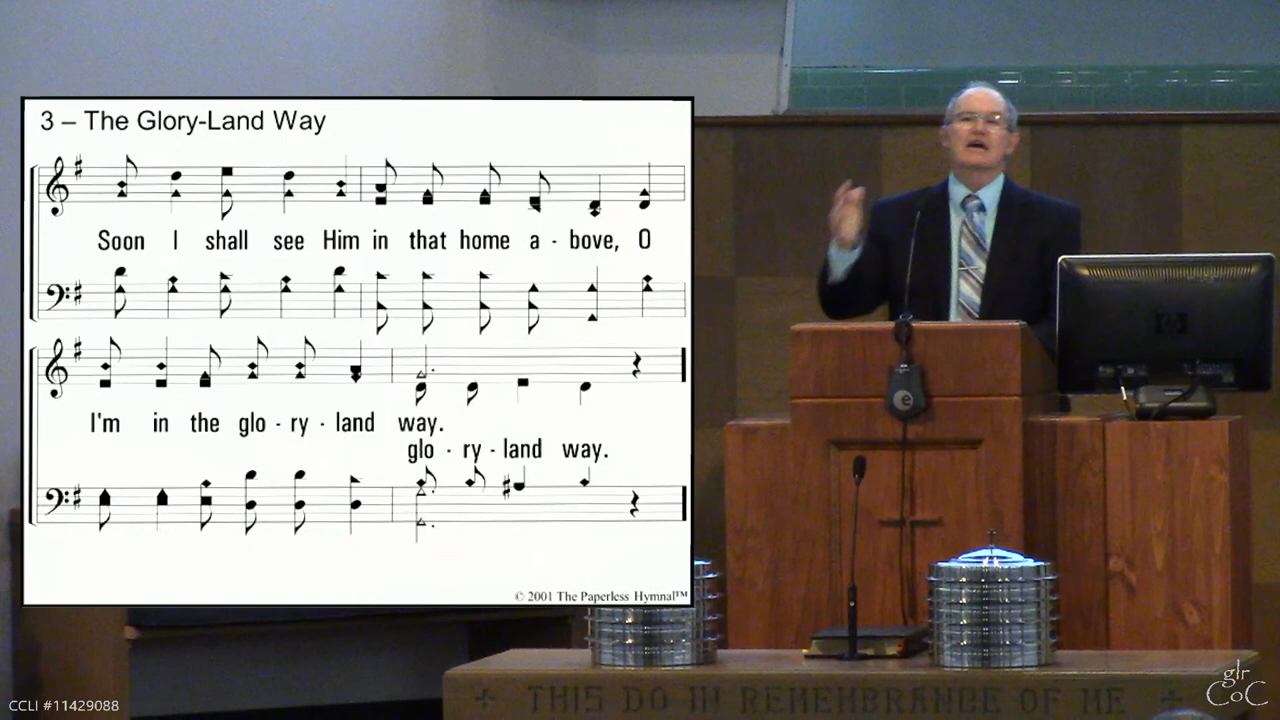 3 – The Glory-Land Way
Soon I shall see Him in that home a - bove, O
I'm in the glo - ry - land way.
glo - ry - land way.
© 2001 The Paperless Hymnal™
THIS DO IN REMEMBRANCE OF ME
CCLI #11429088
glr
CoC